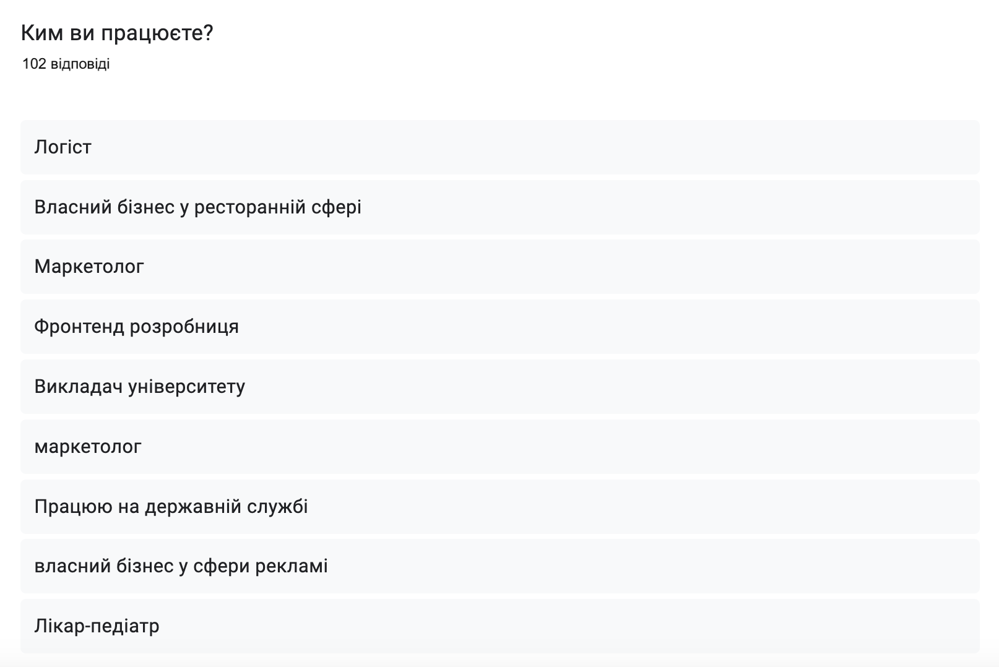 Ким ви працюєте?
102 відповіді
Логіст
Власний бізнес у ресторанній сфері
Маркетолог
Фронтенд розробниця
Викладач університету
маркетолог
Працюю на державній службі
власний бізнес у сфери рекламі
Лікар-педіатр